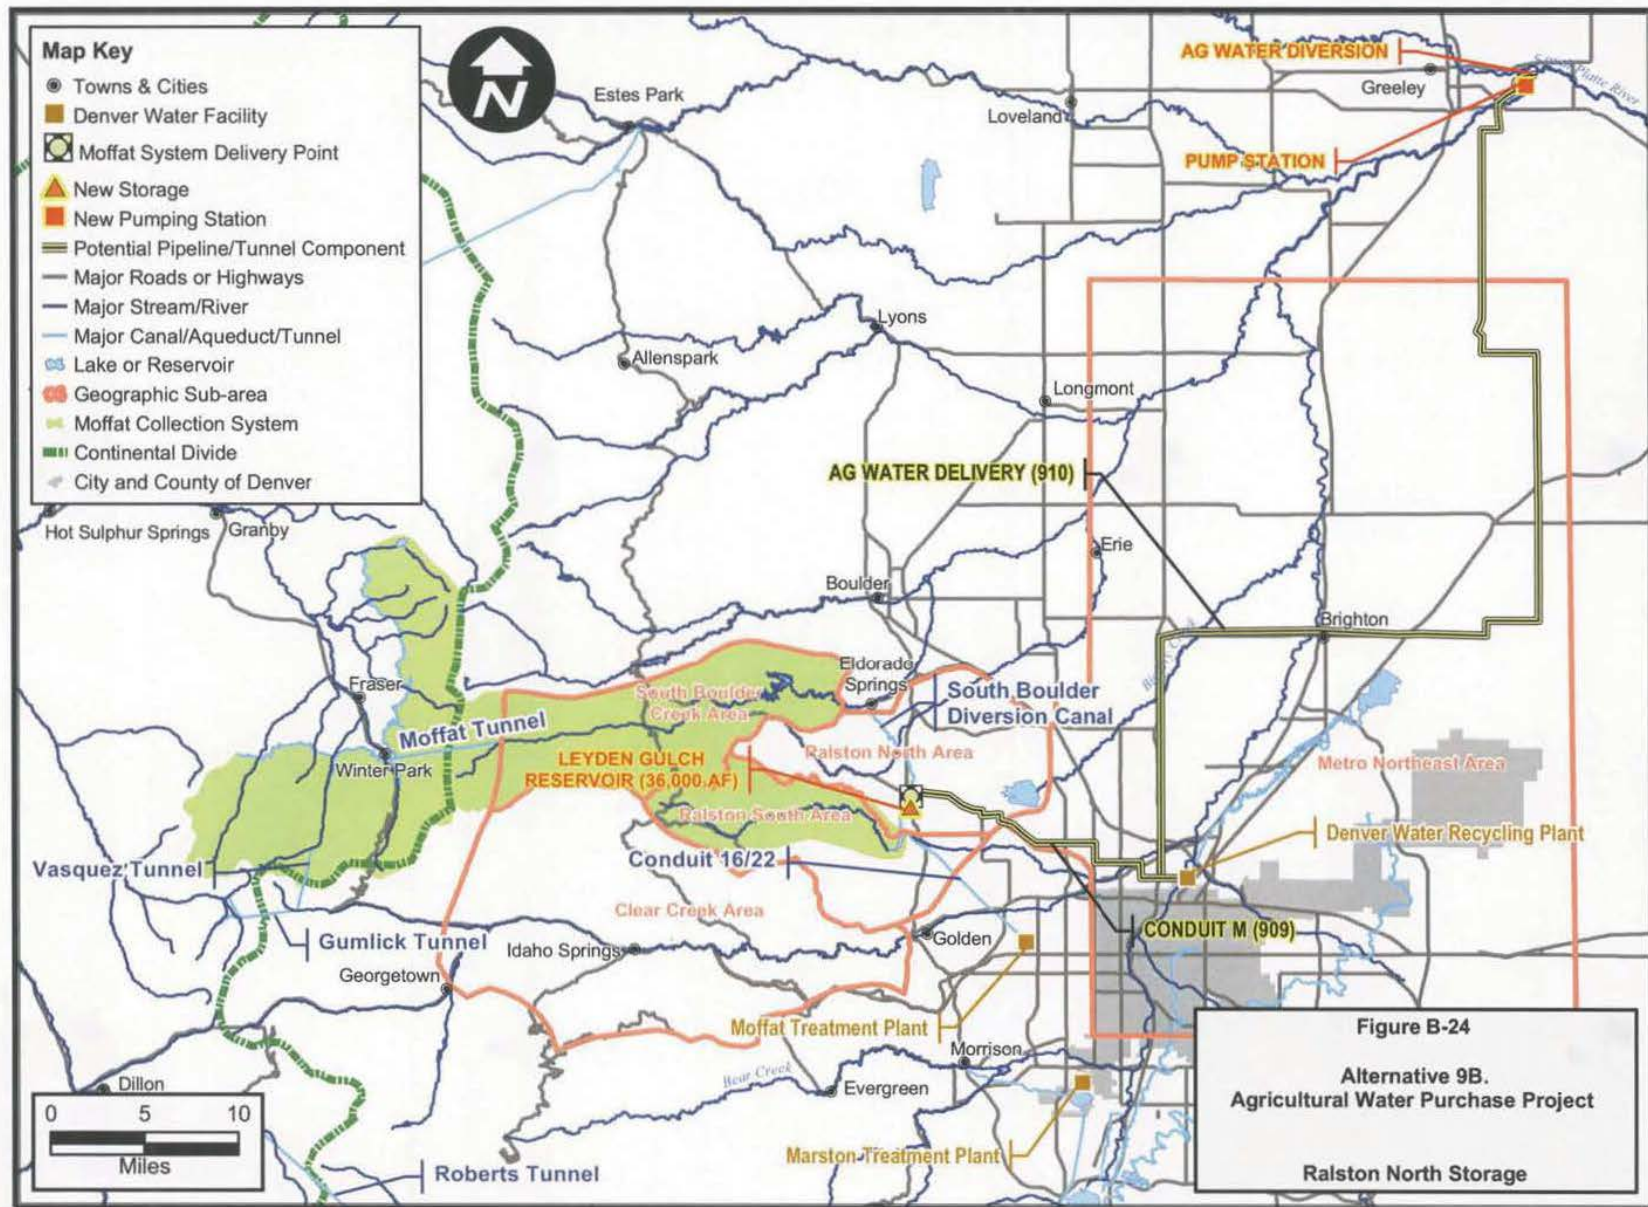 Map Key
Towns & Cities
Denver Water Facility
Moffat System Delivery Point
New Storage
New Pumping Station
Potential Pipeline/Tunnel Component
Major Roads or Highways
Major Stream/River
Major Canal/Aqueduct/Tunnel
Lake or Reservoir
Geographic Sub-area
Moffat Collection System
Continental Divide
City and County of Denver
N
Estes Park
Loveland
AG WATER DIVERSION
Greeley
South Platte River
PUMP STATION
Lyons
Allenspark
Longmont
AG WATER DELIVERY (910)
Hot Sulphur Springs
Granby
Erie
Boulder
Brighton
Eldorado
Springs
Fraser
South Boulder
Creek Area
South Boulder
Diversion Canal
Moffat Tunnel
Winter Park
LEYDEN GULCH
RESERVOIR (36,000 AF)
Ralston North Area
Metro Northeast Area
Ralston South Area
Denver Water Recycling Plant
Vasquez Tunnel
Conduit 16/22
Clear Creek Area
Gumlick Tunnel
Idaho Springs
Golden
CONDUIT M (909)
Georgetown
Moffat Treatment Plant
Morrison
Dillon
Bear Creek
Evergreen
Marston Treatment Plant
Roberts Tunnel
0 5 10
Miles
Figure B-24
Alternative 9B.
Agricultural Water Purchase Project
Ralston North Storage